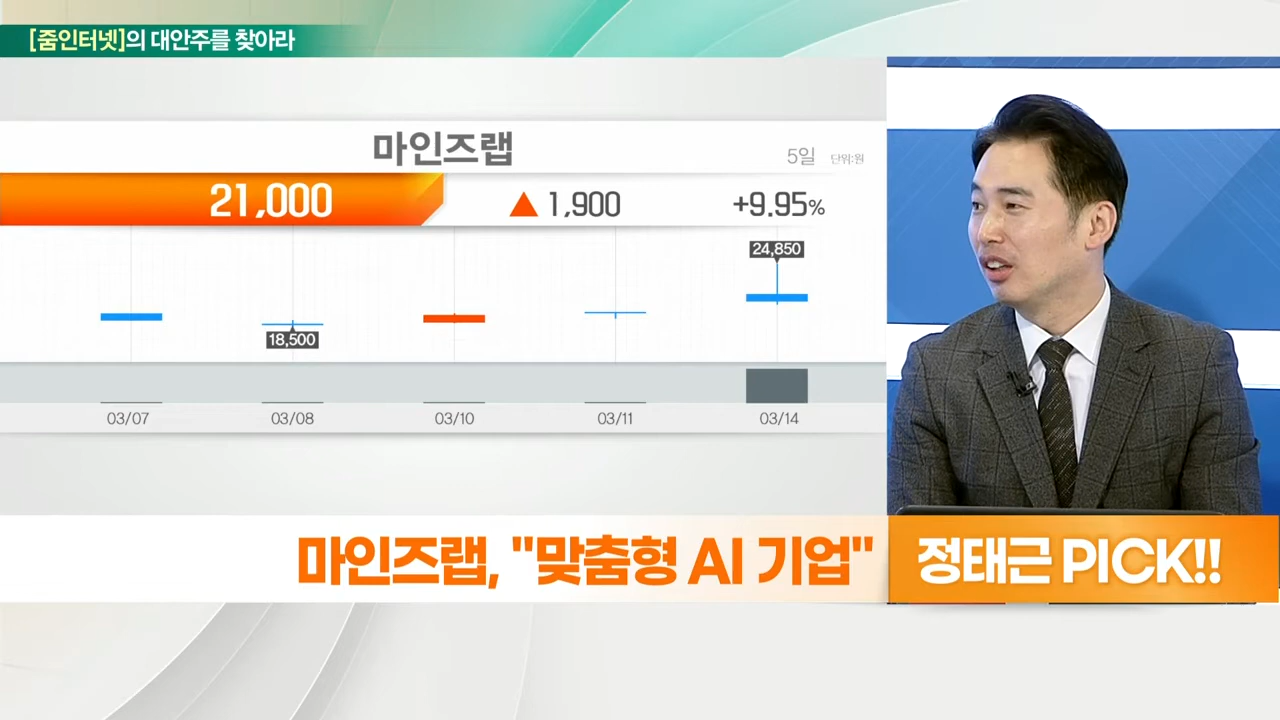 [줌인터넷]의 대안주를 찾아라
마인즈랩
5일 단위:원
21,000 ▲ 1,900 +9.95%
24,850
18,500
03/07 03/08 03/10 03/11 03/14
마인즈랩, "맞춤형 AI 기업"
정태근 PICK!!